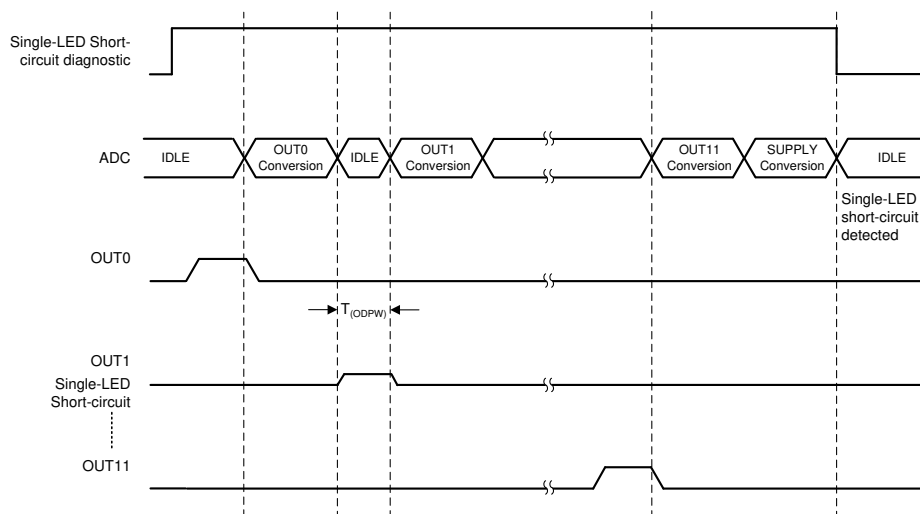 Single-LED Short-
circuit diagnostic
ADC
IDLE
OUT0
Conversion
IDLE
OUT1
Conversion
OUT11
Conversion
SUPPLY
Conversion
IDLE
Single-LED
short-circuit
detected
OUT0
T(ODPW)
OUT1
Single-LED
Short-circuit
OUT11